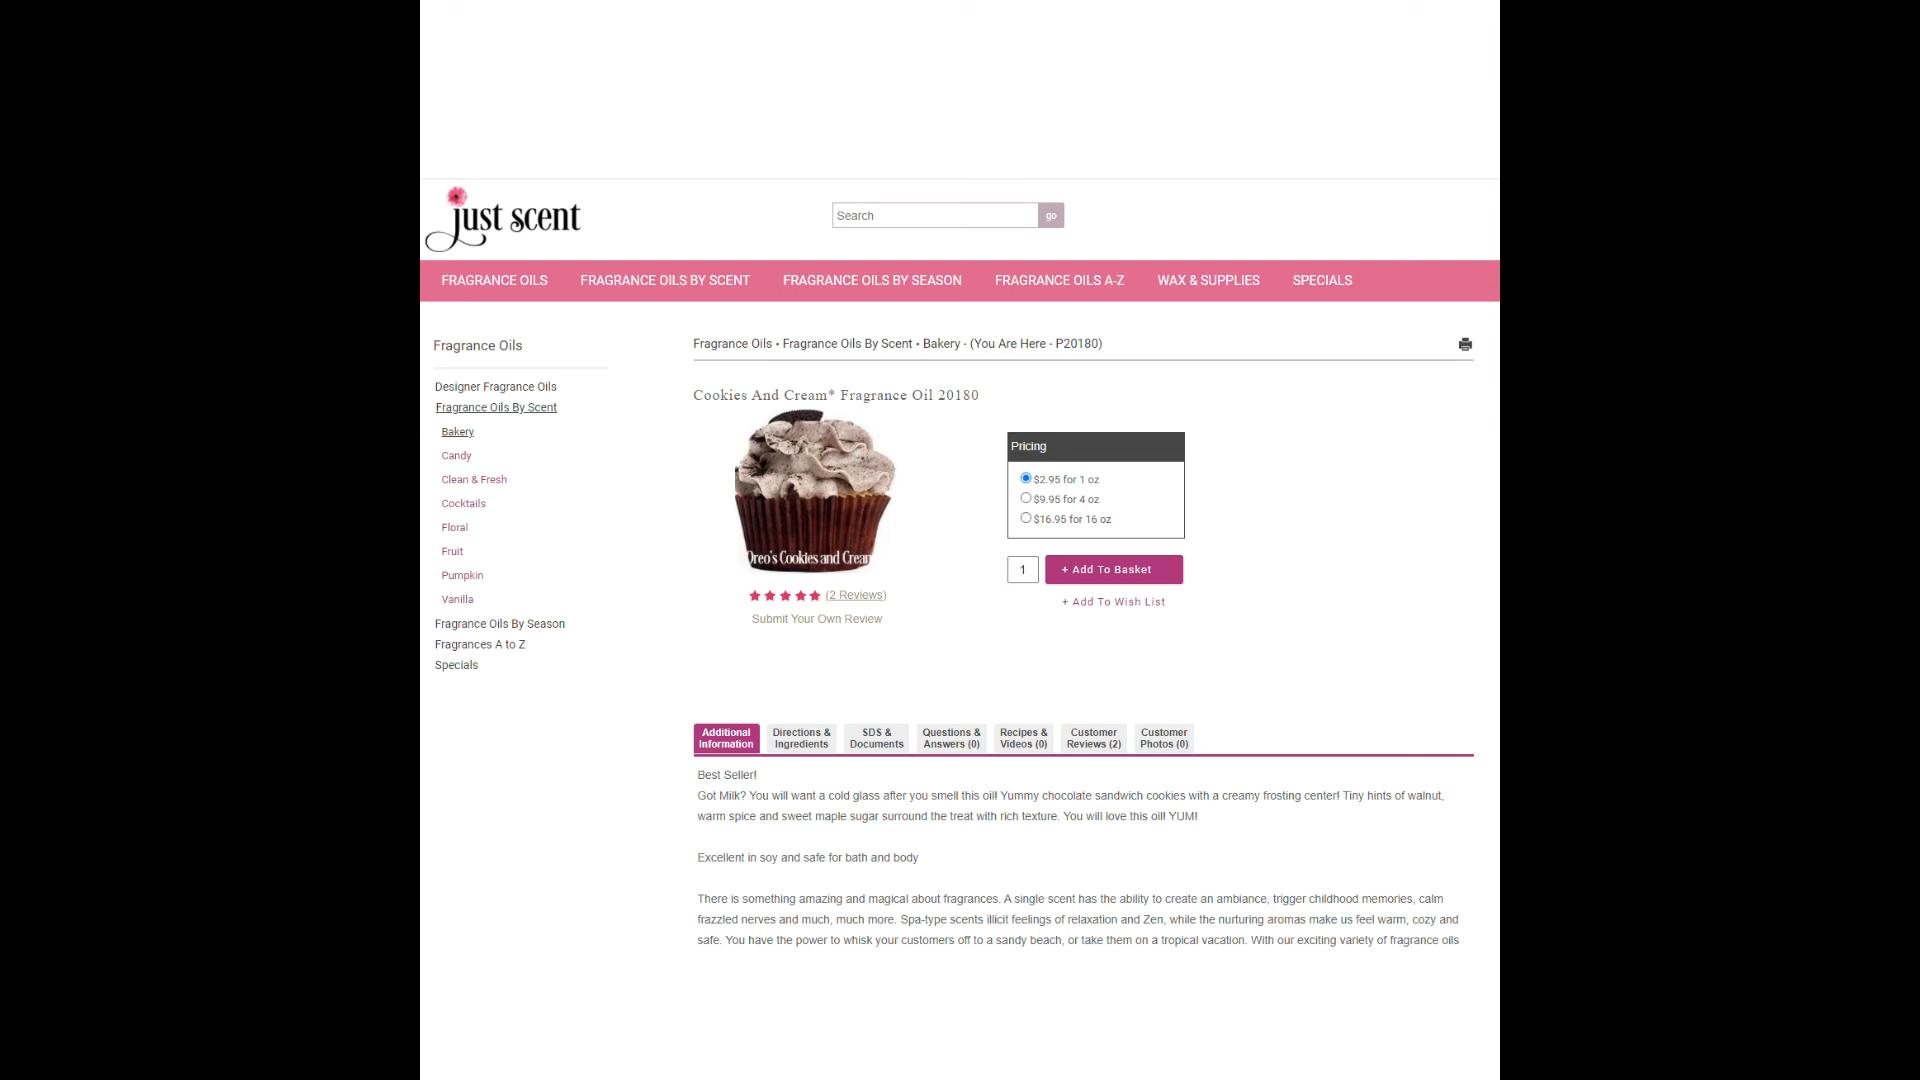 just scent
Search
go
FRAGRANCE OILS
FRAGRANCE OILS BY SCENT
FRAGRANCE OILS BY SEASON
FRAGRANCE OILS A-Z
WAX & SUPPLIES
SPECIALS
Fragrance Oils
Designer Fragrance Oils
Fragrance Oils By Scent
Bakery
Candy
Clean & Fresh
Cocktails
Floral
Fruit
Pumpkin
Vanilla
Fragrance Oils By Season
Fragrances A to Z
Specials
Fragrance Oils • Fragrance Oils By Scent • Bakery - (You Are Here - P20180)
Cookies And Cream* Fragrance Oil 20180
Oreo's Cookies and Cream
(2 Reviews)
Submit Your Own Review
Pricing
$2.95 for 1 oz
$9.95 for 4 oz
$16.95 for 16 oz
1
+ Add To Basket
+ Add To Wish List
Additional
Information
Directions &
Ingredients
SDS &
Documents
Questions &
Answers (0)
Recipes &
Videos (0)
Customer
Reviews (2)
Customer
Photos (0)
Best Seller!
Got Milk? You will want a cold glass after you smell this oil! Yummy chocolate sandwich cookies with a creamy frosting center! Tiny hints of walnut,
warm spice and sweet maple sugar surround the treat with rich texture. You will love this oil! YUM!
Excellent in soy and safe for bath and body
There is something amazing and magical about fragrances. A single scent has the ability to create an ambiance, trigger childhood memories, calm
frazzled nerves and much, much more. Spa-type scents illicit feelings of relaxation and Zen, while the nurturing aromas make us feel warm, cozy and
safe. You have the power to whisk your customers off to a sandy beach, or take them on a tropical vacation. With our exciting variety of fragrance oils